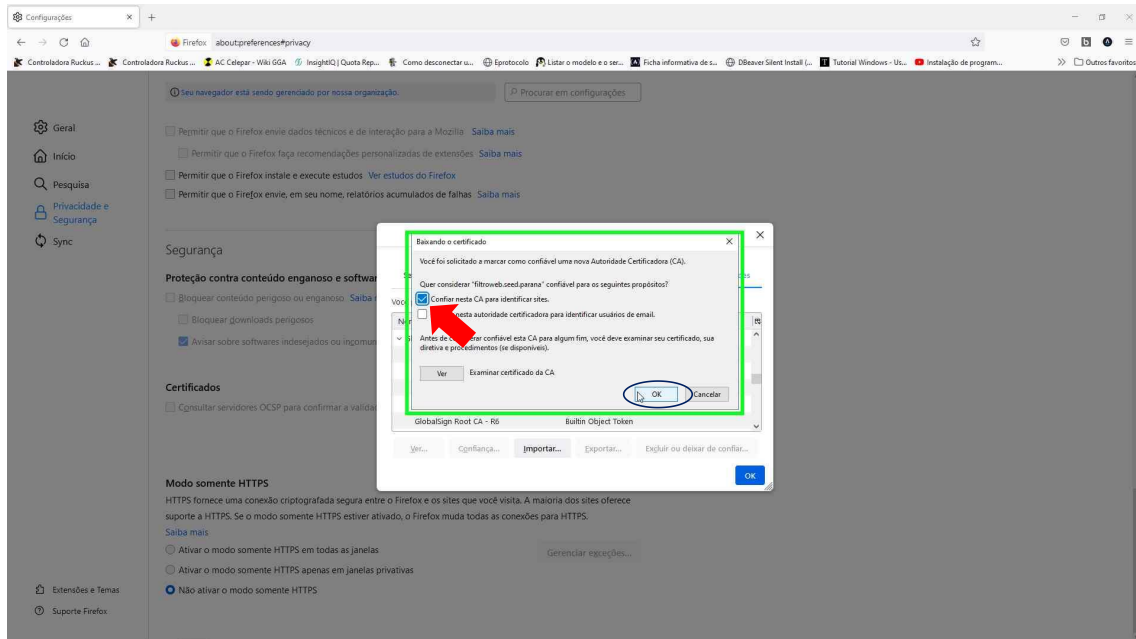 Configurações
Firefox about:preferences#privacy
Controladora Ruckus ... Controladora Ruckus ... AC Celepar - Wiki GGA InsightIQ | Quota Rep... Como desconectar u... Eprotocolo Listar o modelo e o ser... Ficha informativa de s... DBeaver Silent Install (... Tutorial Windows - Us... Instalação de program... Outros favoritos
Seu navegador está sendo gerenciado por nossa organização. Procurar em configurações
Geral
Início
Pesquisa
Privacidade e
Segurança
Sync
Extensões e Temas
Suporte Firefox
Permitir que o Firefox envie dados técnicos e de interação para a Mozilla Saiba mais
Permitir que o Firefox faça recomendações personalizadas de extensões Saiba mais
Permitir que o Firefox instale e execute estudos Ver estudos do Firefox
Permitir que o Firefox envie, em seu nome, relatórios acumulados de falhas Saiba mais
Segurança
Proteção contra conteúdo enganoso e softwar
Bloquear conteúdo perigoso ou enganoso Saiba
Bloquear downloads perigosos
Avisar sobre softwares indesejados ou incomun
Certificados
Consultar servidores OCSP para confirmar a valida
Modo somente HTTPS
HTTPS fornece uma conexão criptografada segura entre o Firefox e os sites que você visita. A maioria dos sites oferece
suporte a HTTPS. Se o modo somente HTTPS estiver ativado, o Firefox muda todas as conexões para HTTPS.
Saiba mais
Ativar o modo somente HTTPS em todas as janelas Gerenciar exceções...
Ativar o modo somente HTTPS apenas em janelas privativas
Não ativar o modo somente HTTPS
Baixando o certificado
Você foi solicitado a marcar como confiável uma nova Autoridade Certificadora (CA).
Quer considerar "filtroweb.seed.parana" confiável para os seguintes propósitos?
Confiar nesta CA para identificar sites.
nesta autoridade certificadora para identificar usuários de email.
Antes de considerar confiável esta CA para algum fim, você deve examinar seu certificado, sua
diretiva e procedimentos (se disponíveis).
Ver Examinar certificado da CA
OK Cancelar
GlobalSign Root CA - R6 Builtin Object Token
Ver... Confiança... Importar... Exportar... Excluir ou deixar de confiar...
OK